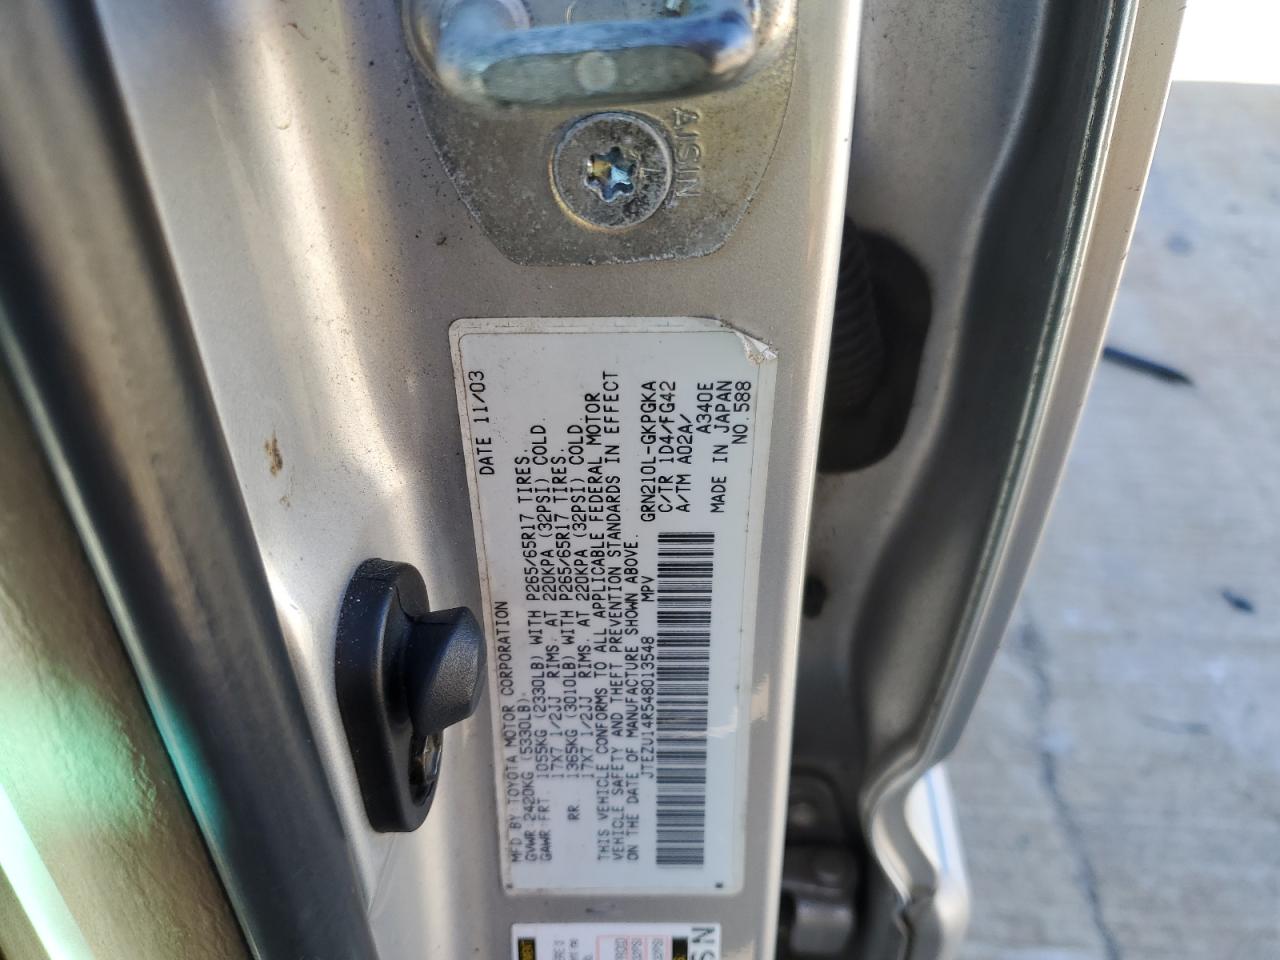 AISIN
MFD BY: TOYOTA MOTOR CORPORATION DATE 11/03
GVWR 2420KG (5330LB).
GAWR FRT. 1055KG (2330LB) WITH P265/65R17 TIRES.
17X7 1/2JJ RIMS. AT 220KPA (32PSI) COLD.
RR. 1365KG (3010LB) WITH P265/65R17 TIRES.
17X7 1/2JJ RIMS. AT 220KPA (32PSI) COLD
THIS VEHICLE CONFORMS TO ALL APPLICABLE FEDERAL MOTOR
VEHICLE SAFETY AND THEFT PREVENTION STANDARDS IN EFFECT
ON THE DATE OF MANUFACTURE SHOWN ABOVE.
JTEZU14R548013548 MPV
GRN210L-GKPGKA
C/TR 1D4/FG42
A/TM A02A/
A340E
MADE IN JAPAN
NO.588